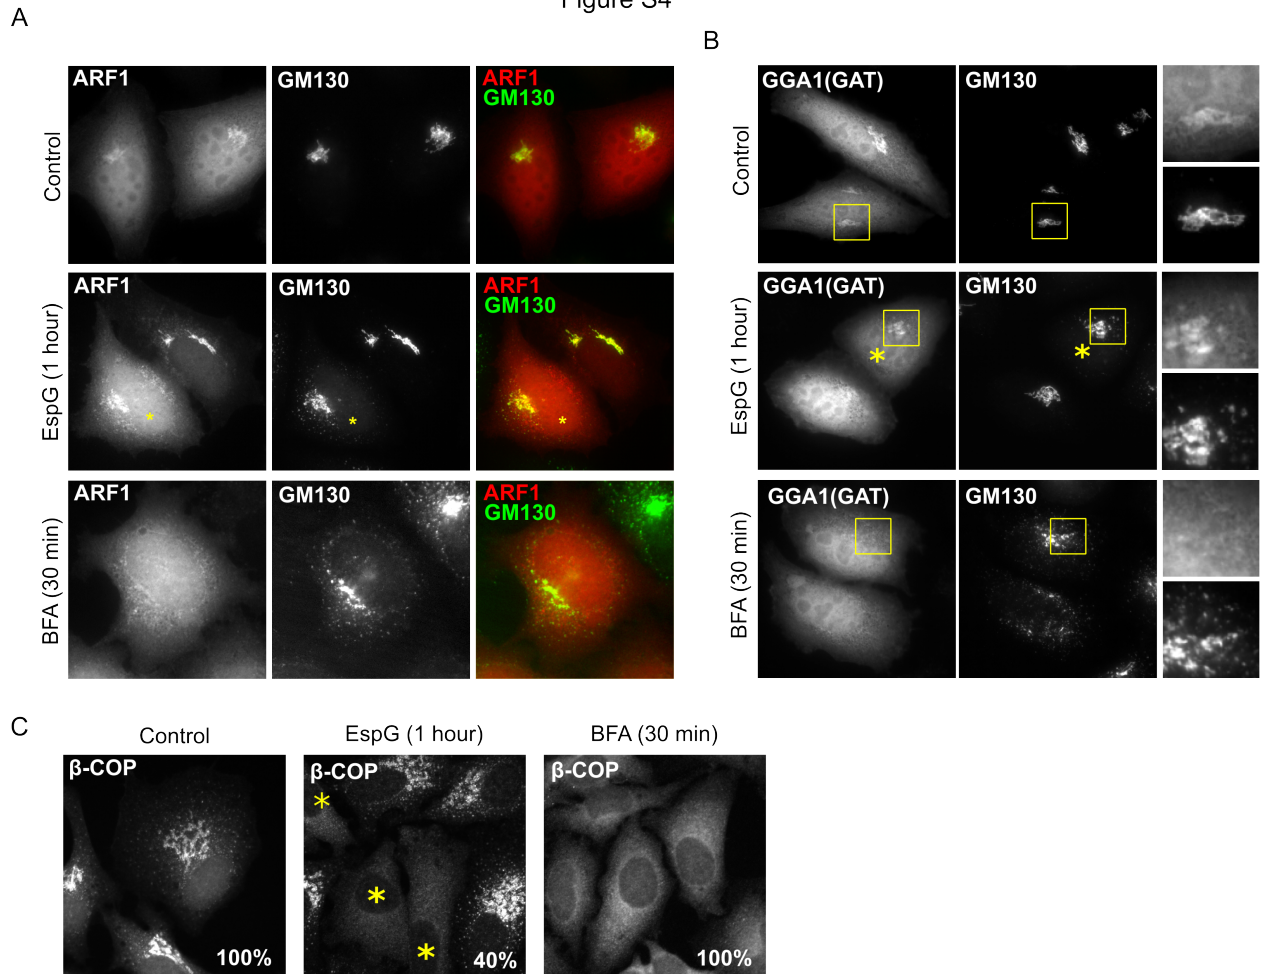 Figure S4
A
B
ARF1
GM130
ARF1
GM130
GGA1(GAT)
GM130
Control
Control
ARF1
GM130
ARF1
GM130
GGA1(GAT)
GM130
EspG (1 hour)
*
*
*
EspG (1 hour)
*
*
ARF1
GM130
ARF1
GM130
GGA1(GAT)
GM130
BFA (30 min)
BFA (30 min)
C
Control
EspG (1 hour)
BFA (30 min)
β-COP
β-COP
β-COP
*
*
*
100%
40%
100%